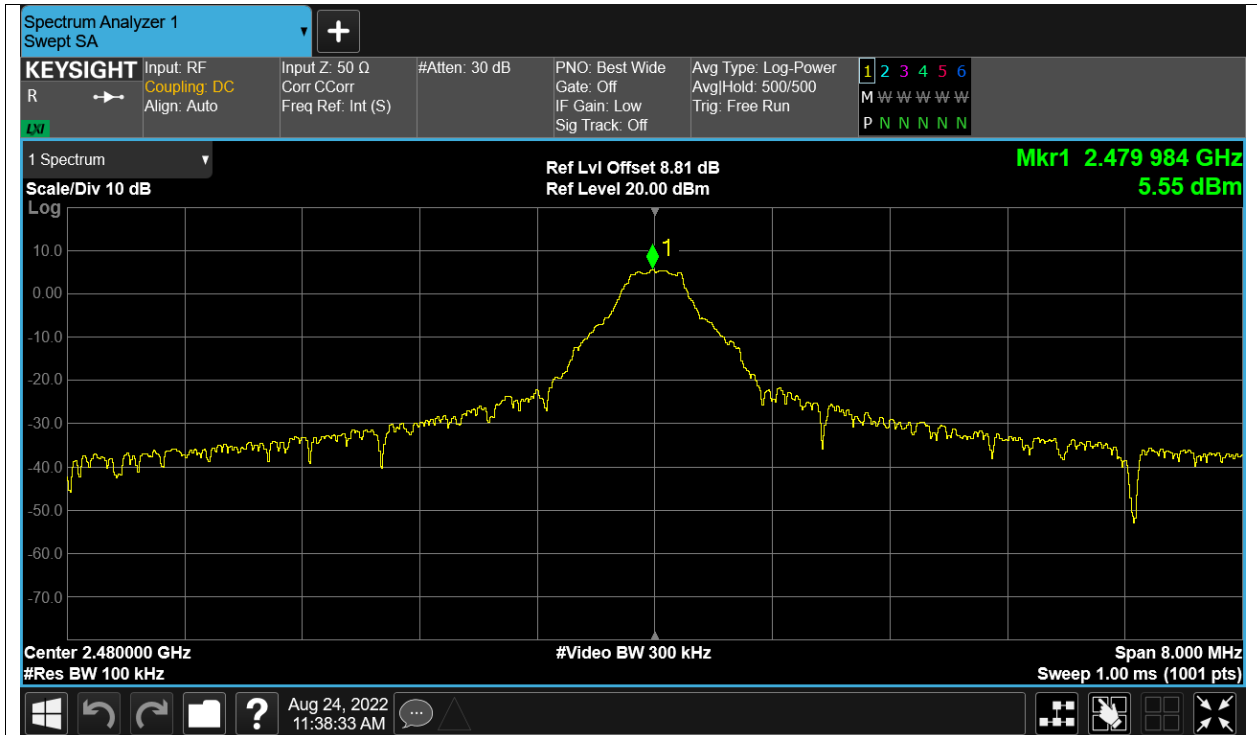 Spectrum Analyzer 1
Swept SA
+
KEYSIGHT
R
LXI
Input: RF
Coupling: DC
Align: Auto
Input Z: 50 Ω
Corr CCorr
Freq Ref: Int (S)
#Atten: 30 dB
PNO: Best Wide
Gate: Off
IF Gain: Low
Sig Track: Off
Avg Type: Log-Power
Avg|Hold: 500/500
Trig: Free Run
1 2 3 4 5 6
M W W W W W W
P N N N N N N
1 Spectrum
Scale/Div 10 dB
Log
Ref Lvl Offset 8.81 dB
Ref Level 20.00 dBm
Mkr1 2.479 984 GHz
5.55 dBm
1
10.0
0.00
-10.0
-20.0
-30.0
-40.0
-50.0
-60.0
-70.0
Center 2.480000 GHz
#Res BW 100 kHz
#Video BW 300 kHz
Span 8.000 MHz
Sweep 1.00 ms (1001 pts)
?
Aug 24, 2022
11:38:33 AM